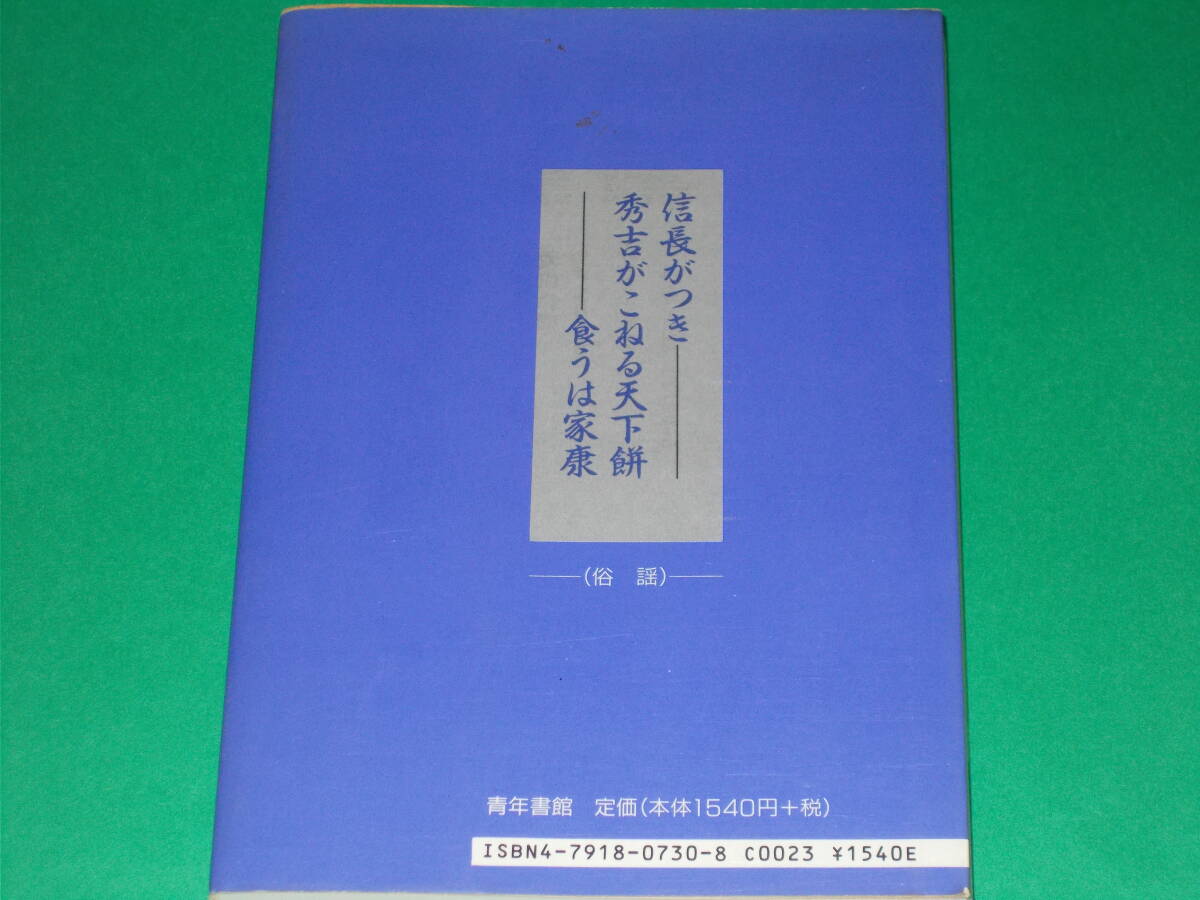 信長がつき――
秀吉がこねる天下餅
――食うは家康
――(俗 謡)――
青年書館 定価(本体1540円+税)
ISBN4-7918-0730-8 C0023 ¥1540E